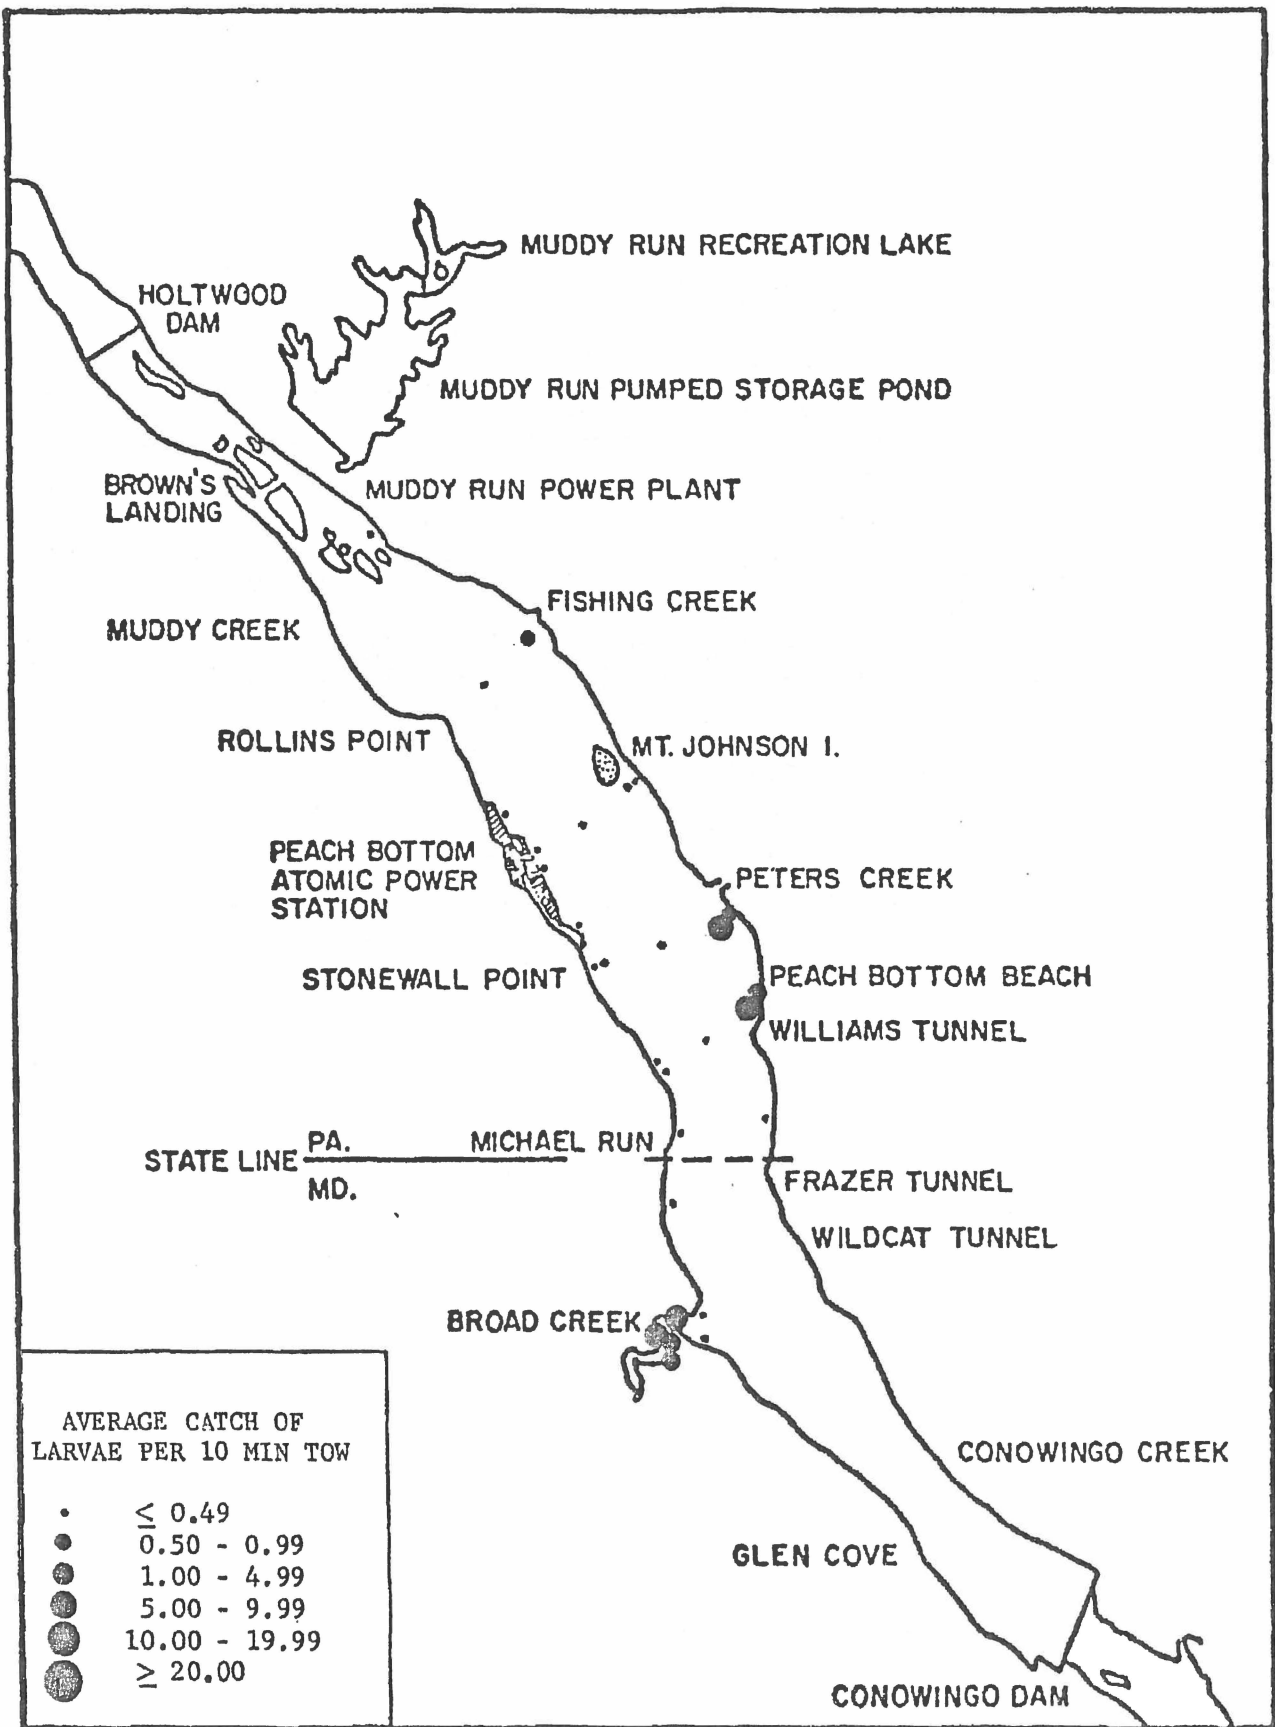 MUDDY RUN RECREATION LAKE
HOLTWOOD
DAM
MUDDY RUN PUMPED STORAGE POND
BROWN'S
LANDING
MUDDY RUN POWER PLANT
FISHING CREEK
MUDDY CREEK
ROLLINS POINT
MT. JOHNSON I.
PEACH BOTTOM
ATOMIC POWER
STATION
PETERS CREEK
STONEWALL POINT
PEACH BOTTOM BEACH
WILLIAMS TUNNEL
STATE LINE
PA.
MD.
MICHAEL RUN
FRAZER TUNNEL
WILDCAT TUNNEL
BROAD CREEK
CONOWINGO CREEK
GLEN COVE
CONOWINGO DAM
AVERAGE CATCH OF
LARVAE PER 10 MIN TOW
≤ 0.49
0.50 - 0.99
1.00 - 4.99
5.00 - 9.99
10.00 - 19.99
≥ 20.00